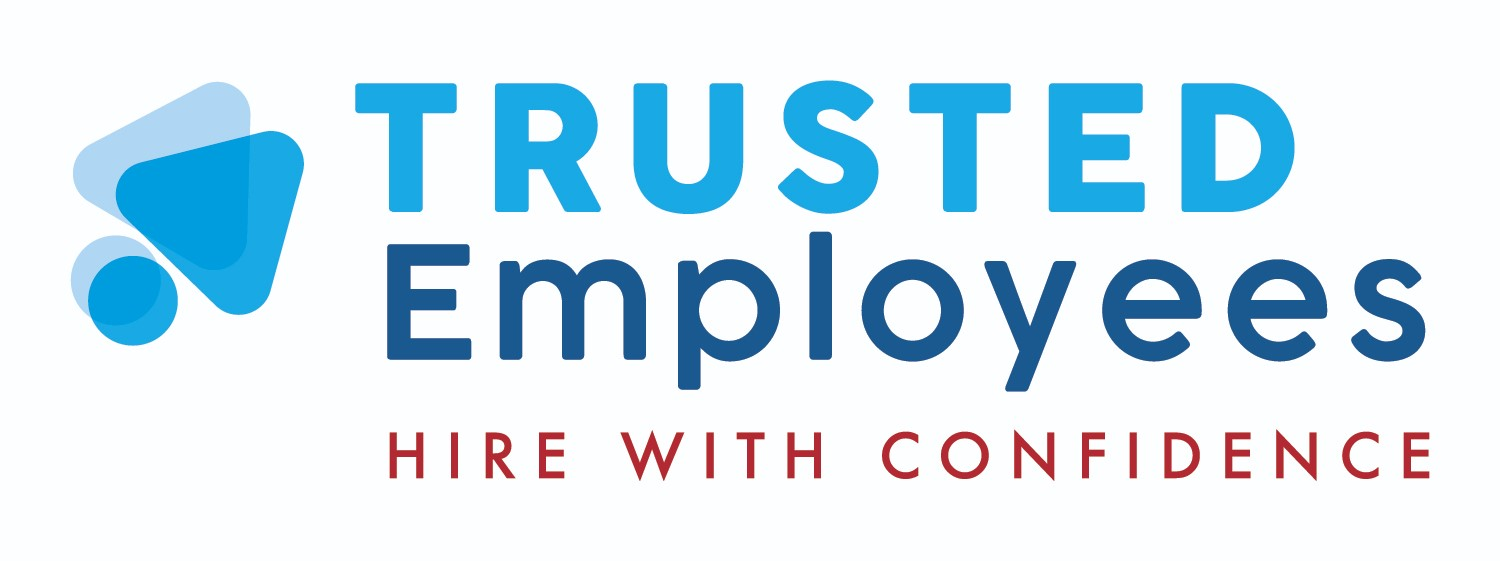 TRUSTED
Employees
HIRE WITH CONFIDENCE